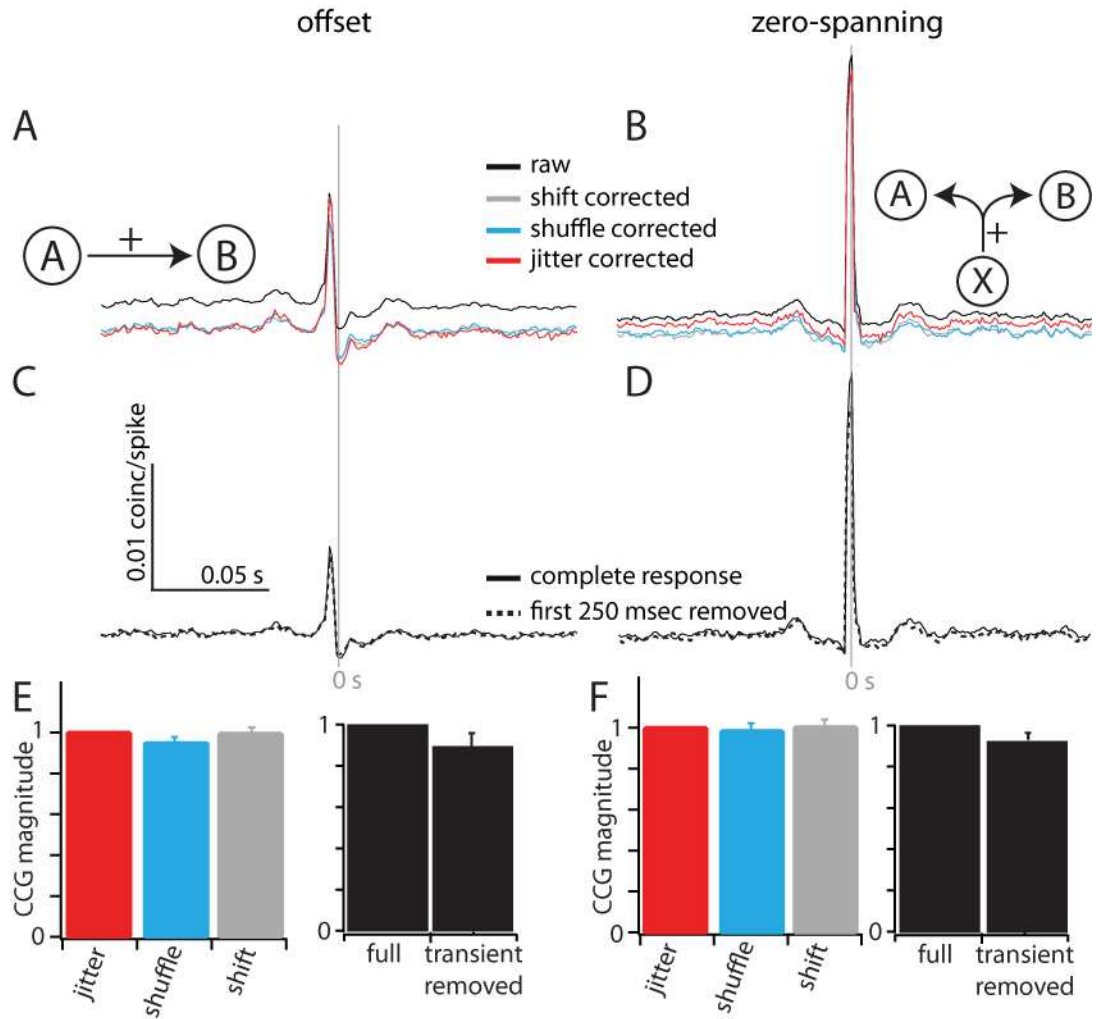 offset
zero-spanning
A
B
raw
shift corrected
shuffle corrected
jitter corrected
A
+
B
A
B
+
X
C
D
0.01 coinc/spike
0.05 s
complete response
first 250 msec removed
0 s
0 s
E
F
CCG magnitude
1
0
jitter
shuffle
shift
1
1
full
transient
removed
CCG magnitude
1
0
jitter
shuffle
shift
1
1
full
transient
removed